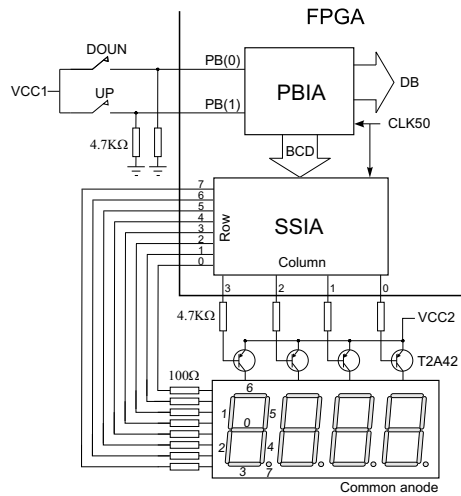 FPGA
DOUN
PB(0)
VCC1
UP
PB(1)
PBIA
DB
4.7KΩ
CLK50
BCD
7
6
5
4
3
2
1
0
Row
SSIA
Column
3 2 1 0
4.7KΩ
VCC2
T2A42
100Ω
6
1 5
0
2 4
3 7
Common anode